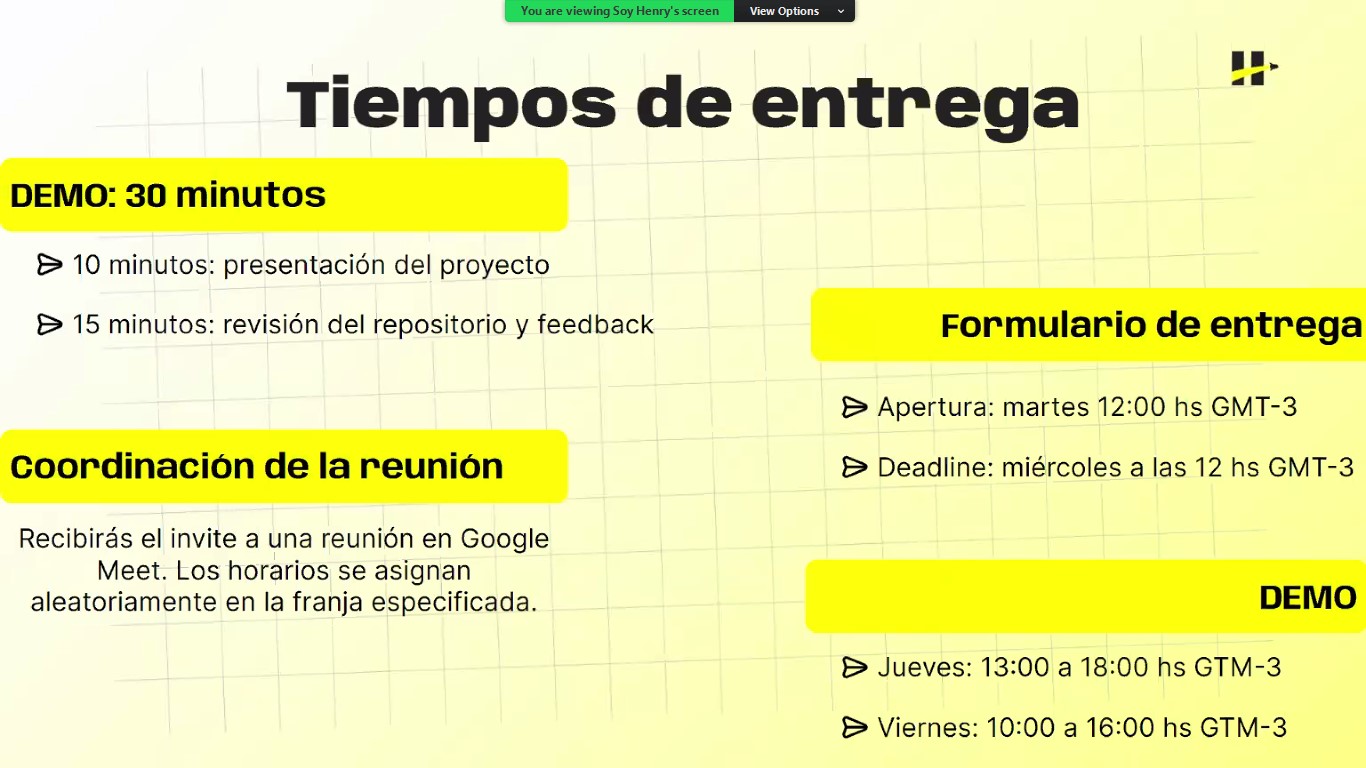 You are viewing Soy Henry's screen
View Options
Tiempos de entrega
DEMO: 30 minutos
10 minutos: presentación del proyecto
15 minutos: revisión del repositorio y feedback
Coordinación de la reunión
Recibirás el invite a una reunión en Google
Meet. Los horarios se asignan
aleatoriamente en la franja especificada.
Formulario de entrega
Apertura: martes 12:00 hs GMT-3
Deadline: miércoles a las 12 hs GMT-3
DEMO
Jueves: 13:00 a 18:00 hs GTM-3
Viernes: 10:00 a 16:00 hs GTM-3